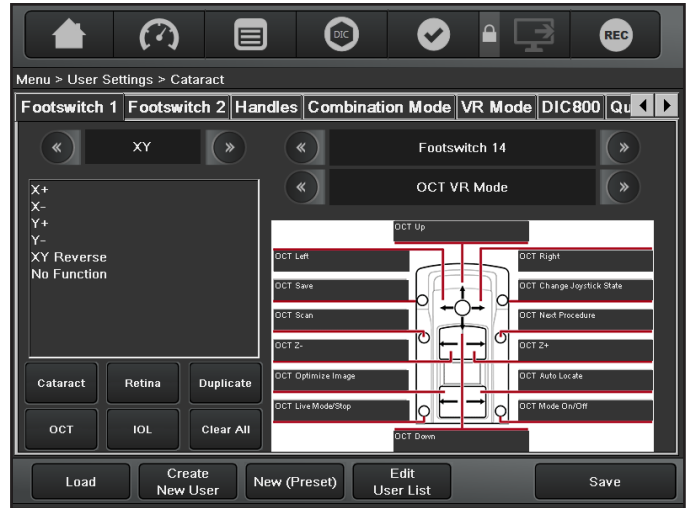 DIC
REC
Menu > User Settings > Cataract
Footswitch 1 Footswitch 2 Handles Combination Mode VR Mode DIC800 Qu
XY
Footswitch 14
OCT VR Mode
X+
X-
Y+
Y-
XY Reverse
No Function
OCT Up
OCT Left
OCT Right
OCT Save
OCT Change Joystick State
OCT Scan
OCT Next Procedure
OCT Z-
OCT Z+
OCT Optimize Image
OCT Auto Locate
OCT Live Mode/Stop
OCT Mode On/Off
OCT Down
Cataract Retina Duplicate
OCT IOL Clear All
Load
Create
New User
New (Preset)
Edit
User List
Save